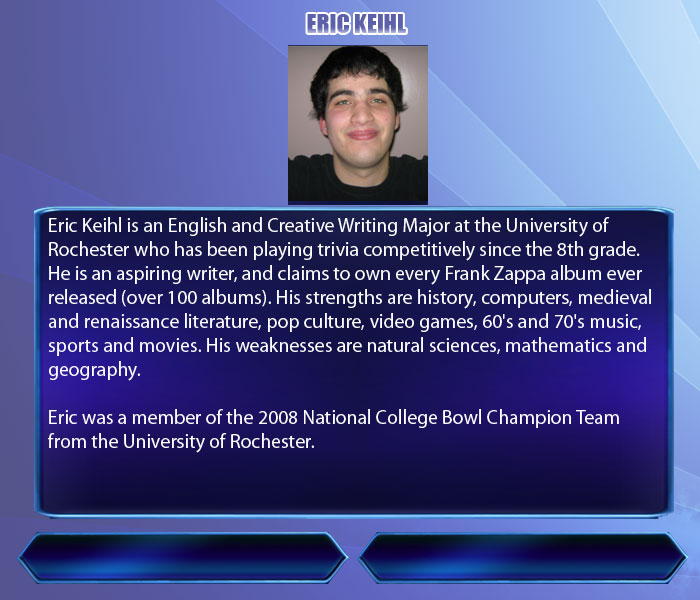 ERIC KEIHL
Eric Keihl is an English and Creative Writing Major at the University of
Rochester who has been playing trivia competitively since the 8th grade.
He is an aspiring writer, and claims to own every Frank Zappa album ever
released (over 100 albums). His strengths are history, computers, medieval
and renaissance literature, pop culture, video games, 60's and 70's music,
sports and movies. His weaknesses are natural sciences, mathematics and
geography.
Eric was a member of the 2008 National College Bowl Champion Team
from the University of Rochester.